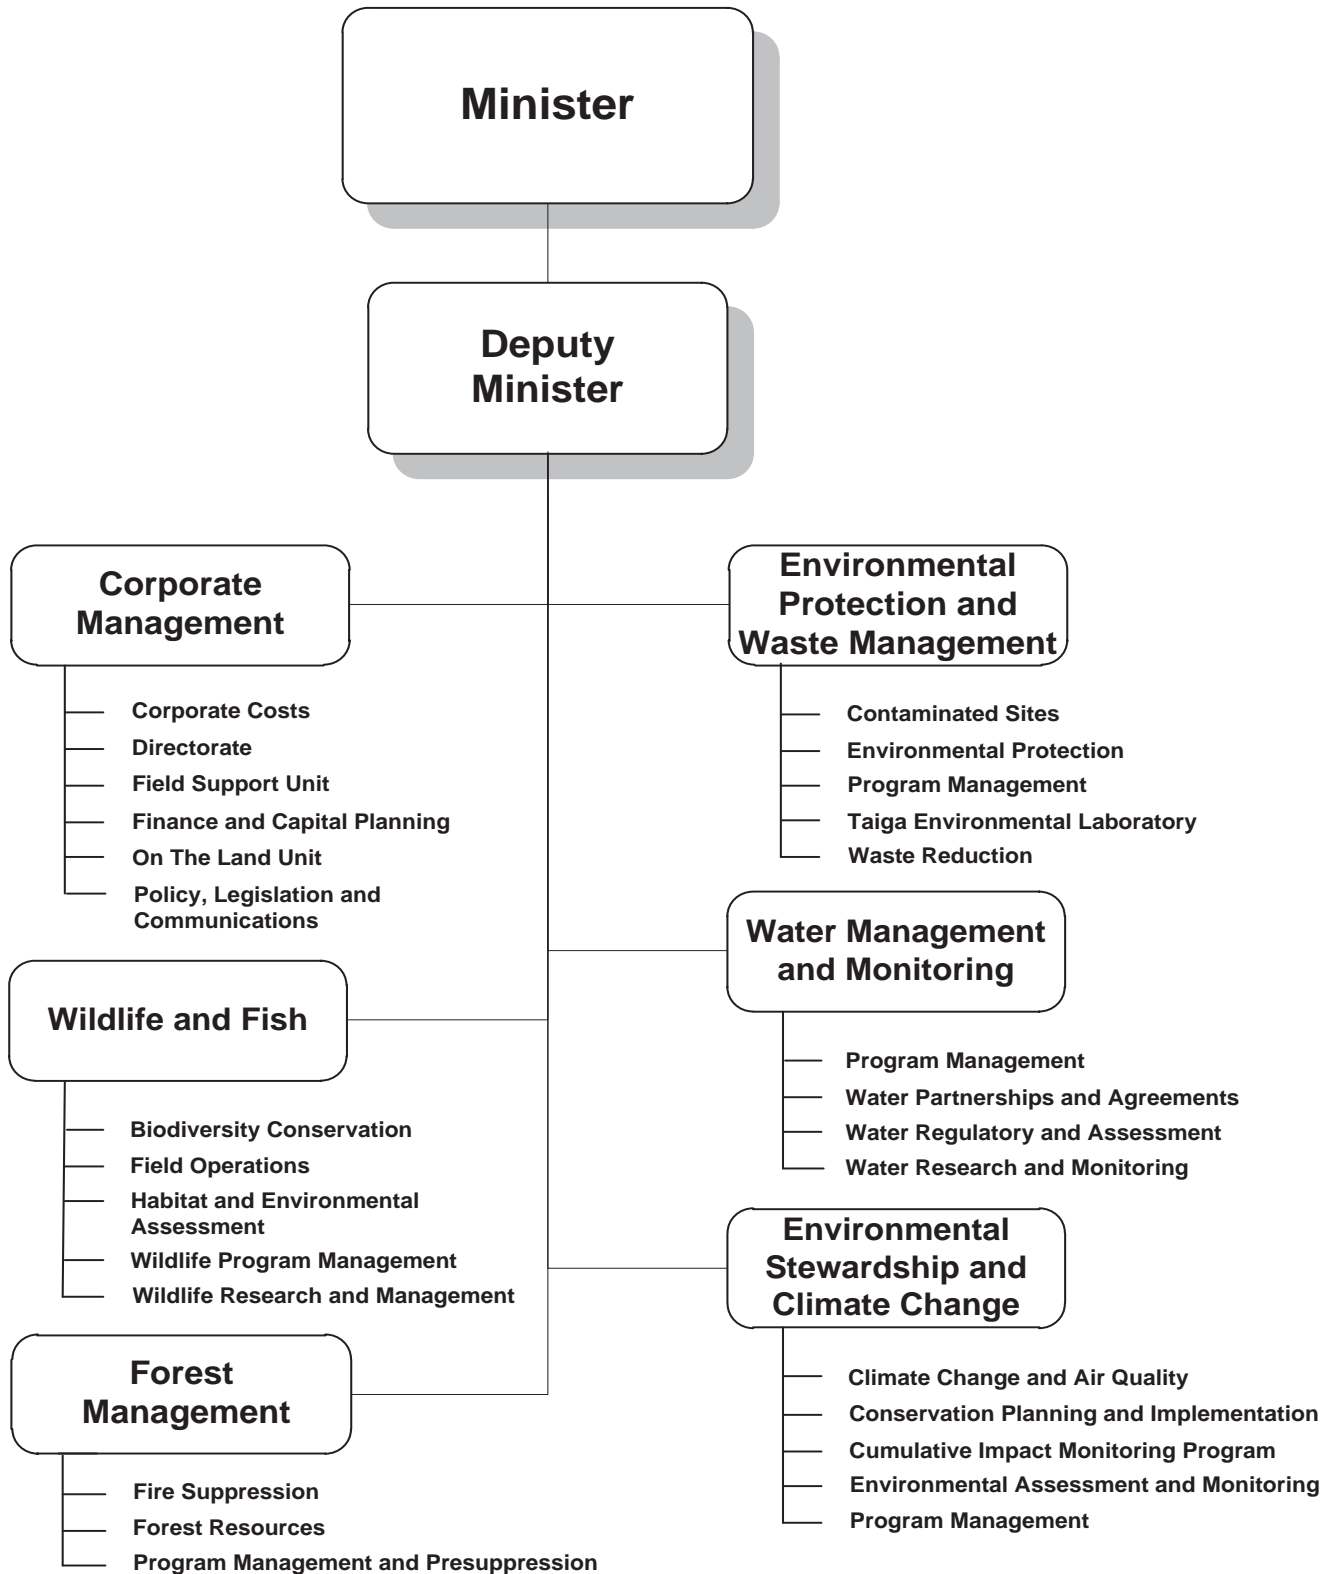 Minister
Deputy
Minister
Corporate
Management
Corporate Costs
Directorate
Field Support Unit
Finance and Capital Planning
On The Land Unit
Policy, Legislation and
Communications
Wildlife and Fish
Biodiversity Conservation
Field Operations
Habitat and Environmental
Assessment
Wildlife Program Management
Wildlife Research and Management
Forest
Management
Fire Suppression
Forest Resources
Program Management and Presuppression
Environmental
Protection and
Waste Management
Contaminated Sites
Environmental Protection
Program Management
Taiga Environmental Laboratory
Waste Reduction
Water Management
and Monitoring
Program Management
Water Partnerships and Agreements
Water Regulatory and Assessment
Water Research and Monitoring
Environmental
Stewardship and
Climate Change
Climate Change and Air Quality
Conservation Planning and Implementation
Cumulative Impact Monitoring Program
Environmental Assessment and Monitoring
Program Management